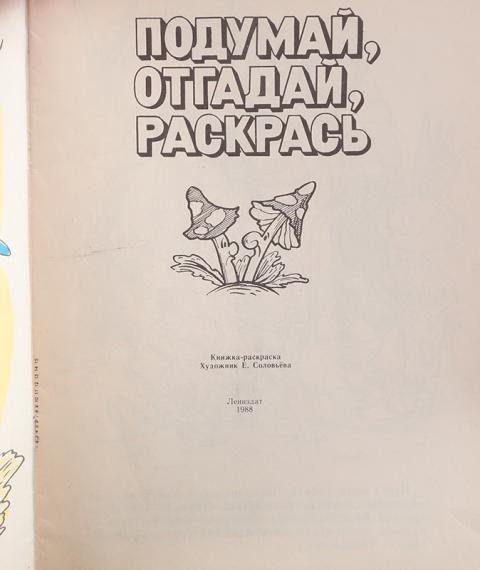 ПОДУМАЙ,
ОТГАДАЙ,
РАСКРАСЬ
Книжка-раскраска
Художник Е. Соловьёва
Лениздат
1988